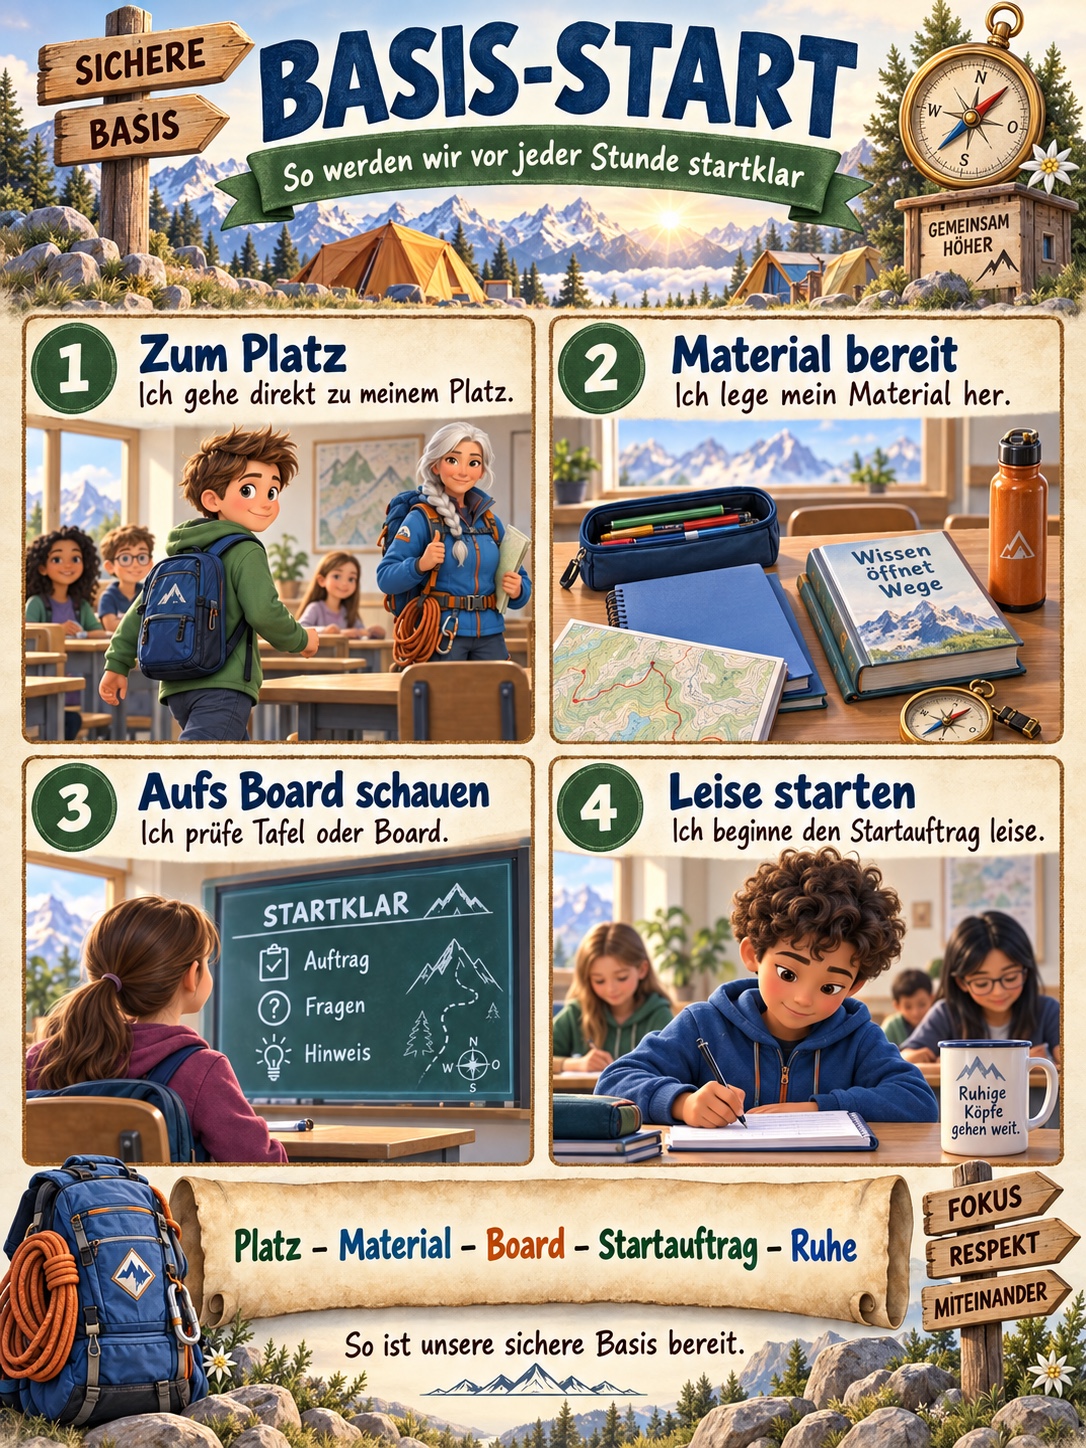 SICHERE
BASIS
BASIS-START
So werden wir vor jeder Stunde startklar
N
W
O
S
GEMEINSAM
HÖHER
1
Zum Platz
Ich gehe direkt zu meinem Platz.
2
Material bereit
Ich lege mein Material her.
Wissen
öffnet
Wege
3
Aufs Board schauen
Ich prüfe Tafel oder Board.
STARTKLAR
Auftrag
?
Fragen
Hinweis
N
W
O
S
4
Leise starten
Ich beginne den Startauftrag leise.
Ruhige
Köpfe
gehen weit.
Platz – Material – Board – Startauftrag – Ruhe
So ist unsere sichere Basis bereit.
FOKUS
RESPEKT
MITEINANDER